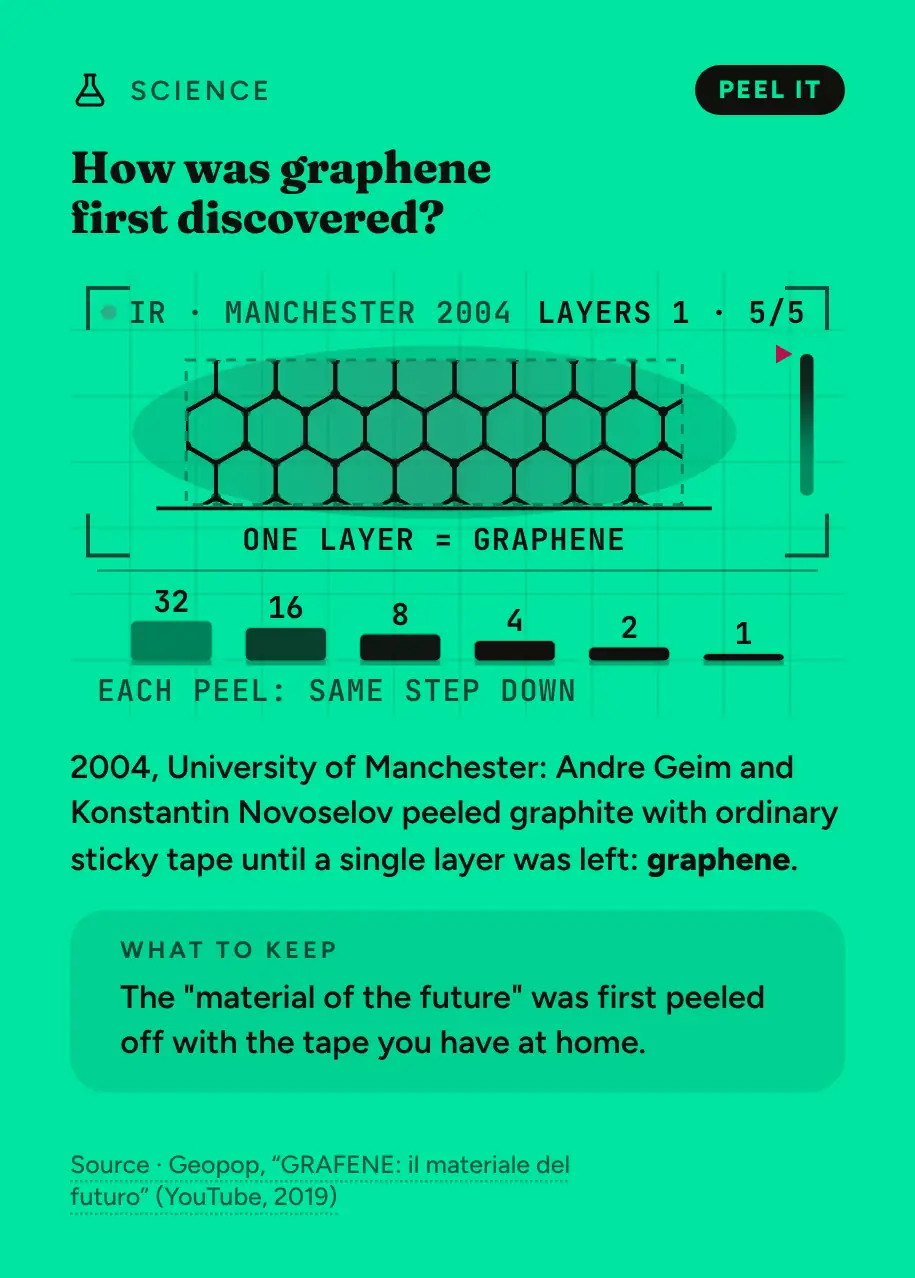 SCIENCE
PEEL IT
How was graphene
first discovered?
IR · MANCHESTER 2004 LAYERS 1 · 5/5
ONE LAYER = GRAPHENE
32 16 8 4 2 1
EACH PEEL: SAME STEP DOWN
2004, University of Manchester: Andre Geim and
Konstantin Novoselov peeled graphite with ordinary
sticky tape until a single layer was left: graphene.
WHAT TO KEEP
The "material of the future" was first peeled
off with the tape you have at home.
Source · Geopop, “GRAFENE: il materiale del
futuro” (YouTube, 2019)